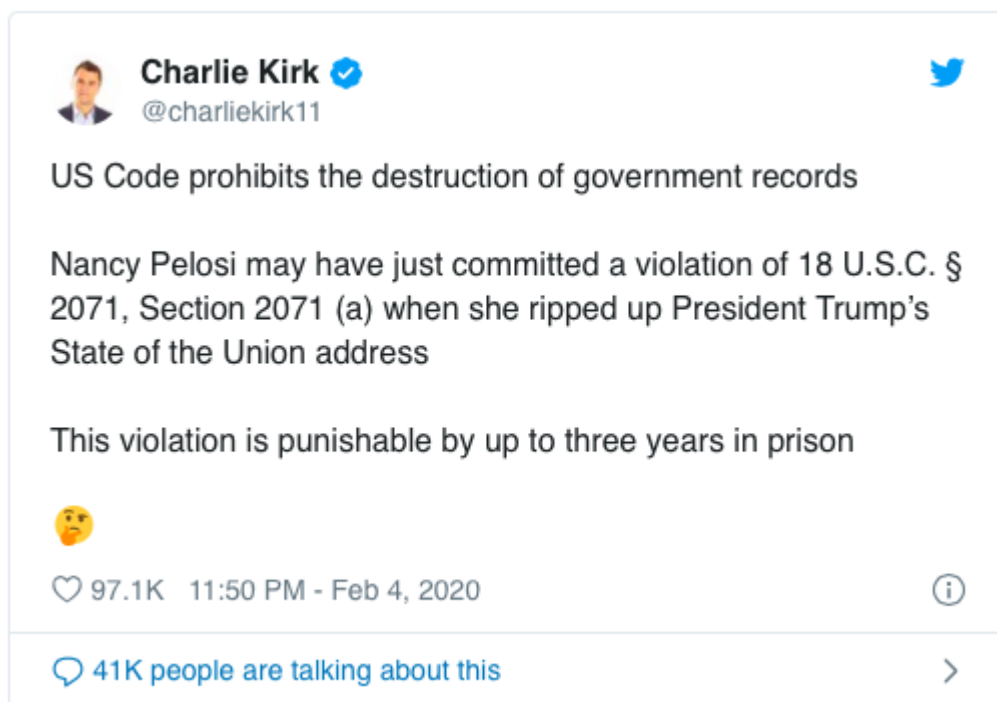 Charlie Kirk
@charliekirk11
US Code prohibits the destruction of government records
Nancy Pelosi may have just committed a violation of 18 U.S.C. §
2071, Section 2071 (a) when she ripped up President Trump’s
State of the Union address
This violation is punishable by up to three years in prison
🤔
97.1K 11:50 PM - Feb 4, 2020
41K people are talking about this